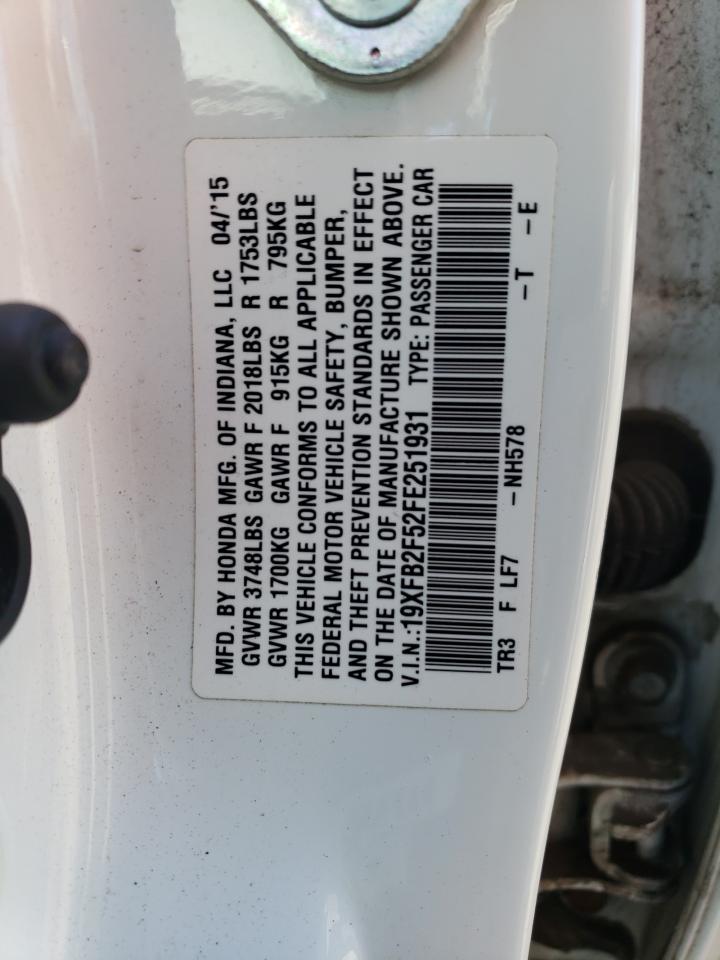 MFD. BY HONDA MFG. OF INDIANA, LLC 04/'15
GVWR 3748LBS GAWR F 2018LBS R 1753LBS
GVWR 1700KG GAWR F 915KG R 795KG
THIS VEHICLE CONFORMS TO ALL APPLICABLE
FEDERAL MOTOR VEHICLE SAFETY, BUMPER,
AND THEFT PREVENTION STANDARDS IN EFFECT
ON THE DATE OF MANUFACTURE SHOWN ABOVE.
V.I.N.:19XFB2F52FE251931 TYPE: PASSENGER CAR
TR3 F LF7 –NH578 –T –E